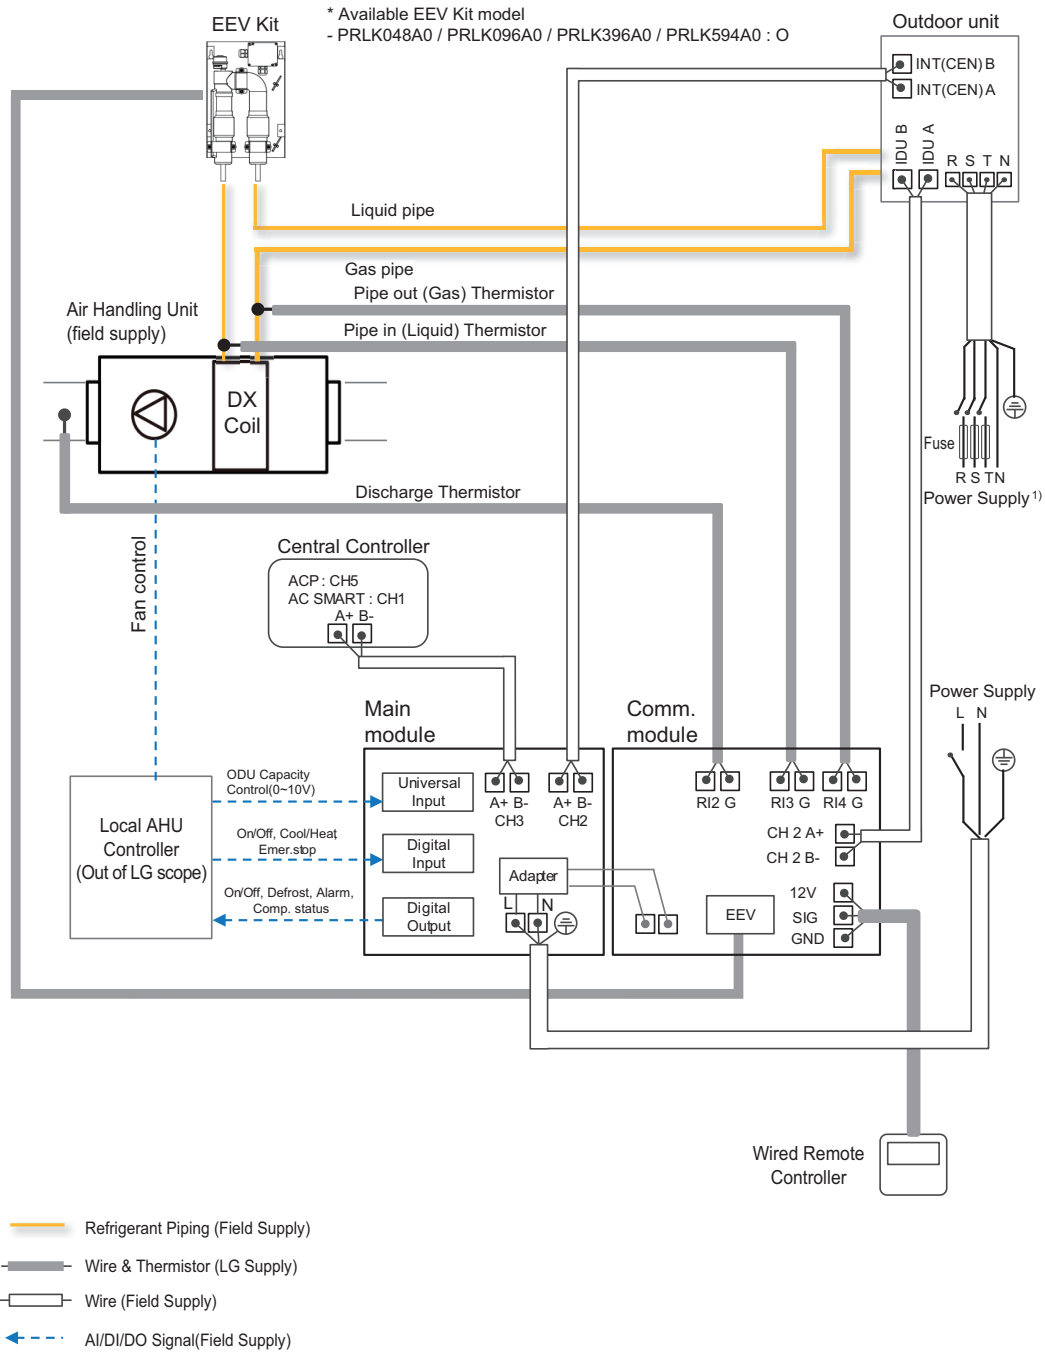 EEV Kit
* Available EEV Kit model
- PRLK048A0 / PRLK096A0 / PRLK396A0 / PRLK594A0 : O
Outdoor unit
INT(CEN) B
INT(CEN) A
IDU B
IDU A
R S T N
Liquid pipe
Gas pipe
Pipe out (Gas) Thermistor
Pipe in (Liquid) Thermistor
Air Handling Unit
(field supply)
DX
Coil
Fuse
R S T N
Power Supply 1)
Discharge Thermistor
Fan control
Central Controller
ACP : CH5
AC SMART : CH1
A+ B-
Power Supply
L N
Main
module
Comm.
module
Universal
Input
A+ B-
CH3
A+ B-
CH2
RI2 G
RI3 G
RI4 G
ODU Capacity
Control(0~10V)
Local AHU
Controller
(Out of LG scope)
On/Off, Cool/Heat,
Emer.stop
Digital
Input
CH 2 A+
CH 2 B-
Adapter
L N
On/Off, Defrost, Alarm,
Comp. status
Digital
Output
EEV
12V
SIG
GND
Wired Remote
Controller
Refrigerant Piping (Field Supply)
Wire & Thermistor (LG Supply)
Wire (Field Supply)
AI/DI/DO Signal(Field Supply)